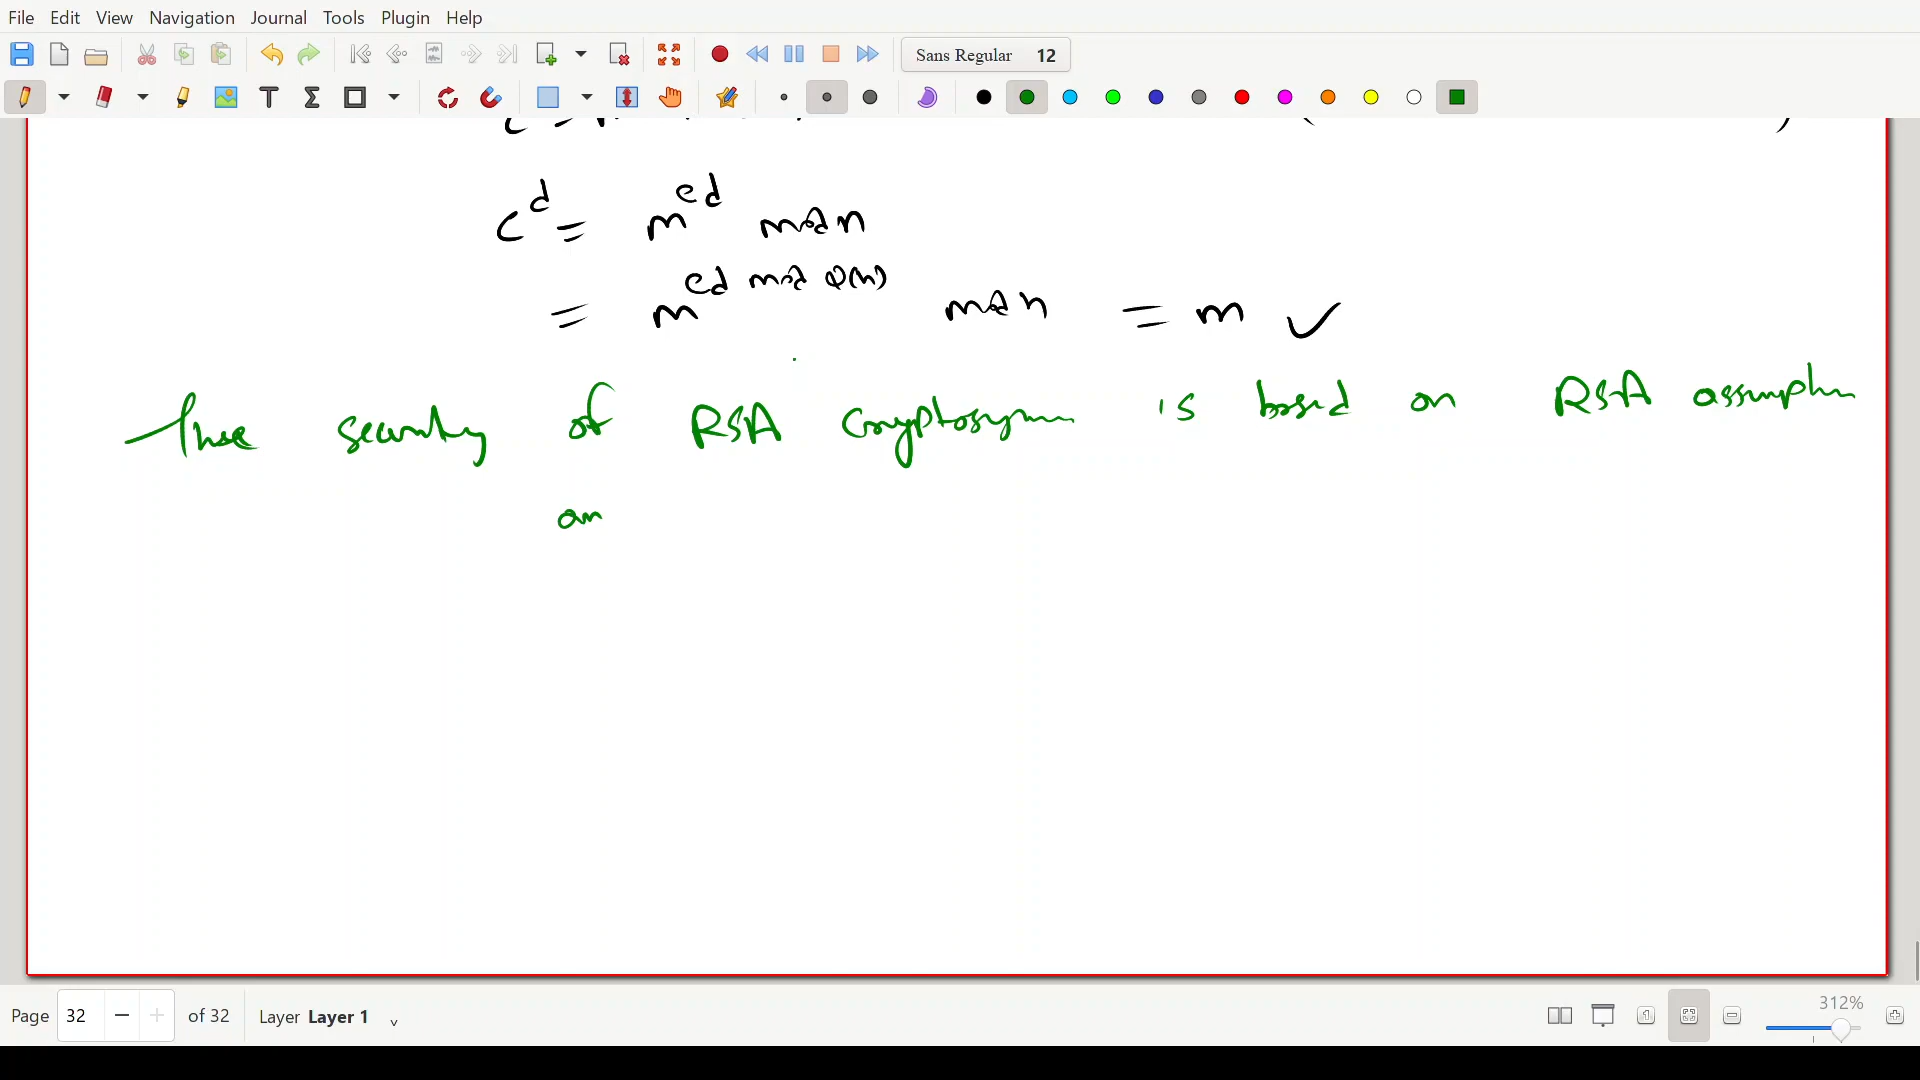 File Edit View Navigation Journal Tools Plugin Help
Sans Regular 12
c^d = m^ed mod n
= m^ed mod φ(n) mod n = m ✓
The security of RSA Cryptosystem is based on RSA assumption
an
Page 32 of 32 Layer Layer 1 312%